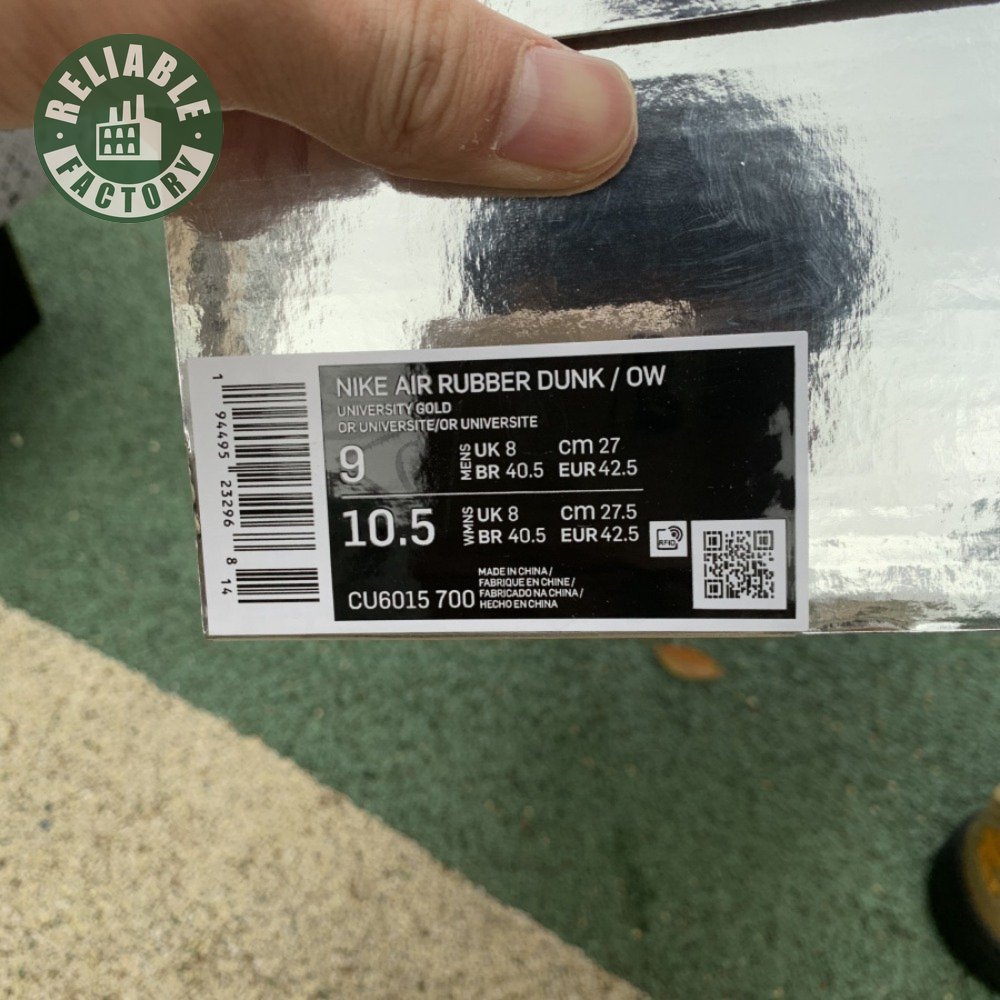 RELIABLE
FACTORY
NIKE AIR RUBBER DUNK / OW
UNIVERSITY GOLD
OR UNIVERSITE/OR UNIVERSITE
9 MENS UK 8 CM 27
BR 40.5 EUR 42.5
10.5 WMNS UK 8 CM 27.5
BR 40.5 EUR 42.5
RFID
CU6015 700
MADE IN CHINA /
FABRIQUE EN CHINE /
FABRICADO NA CHINA /
HECHO EN CHINA
1 94495 23296 8 14